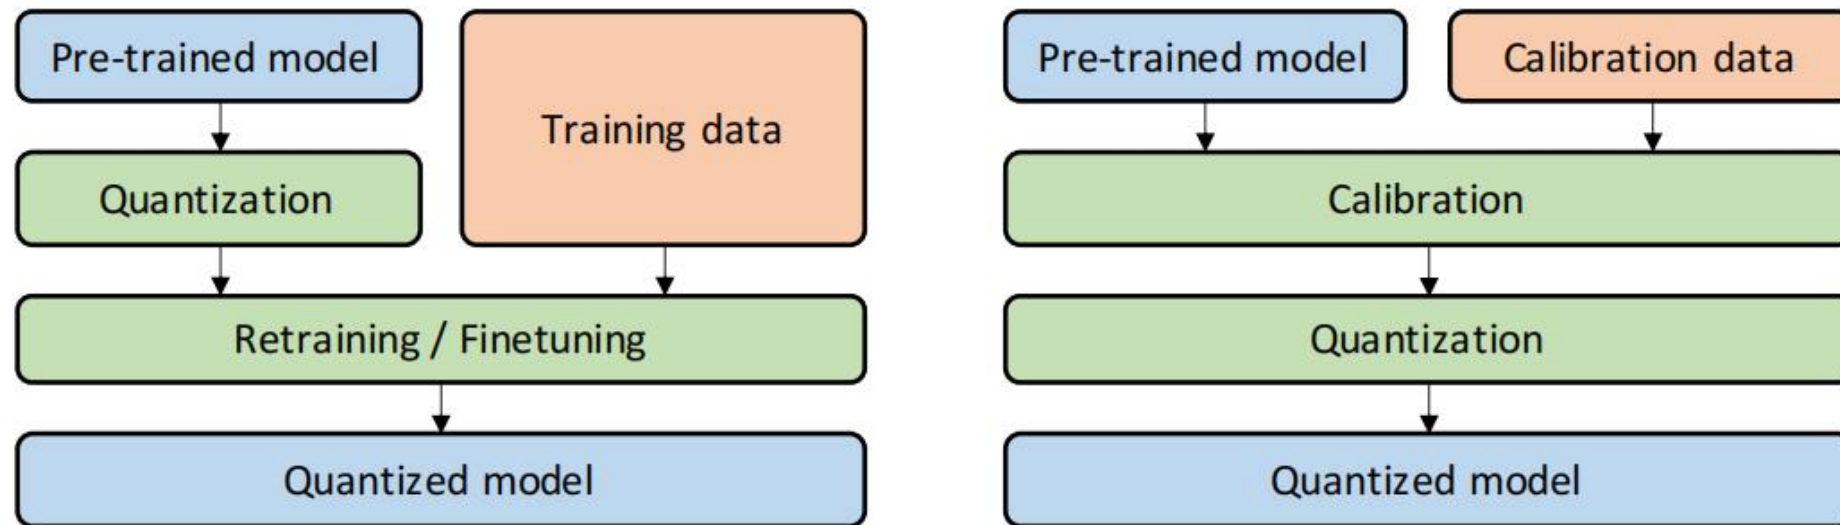 Pre-trained model
Training data
Quantization
Retraining / Finetuning
Quantized model
Pre-trained model
Calibration data
Calibration
Quantization
Quantized model